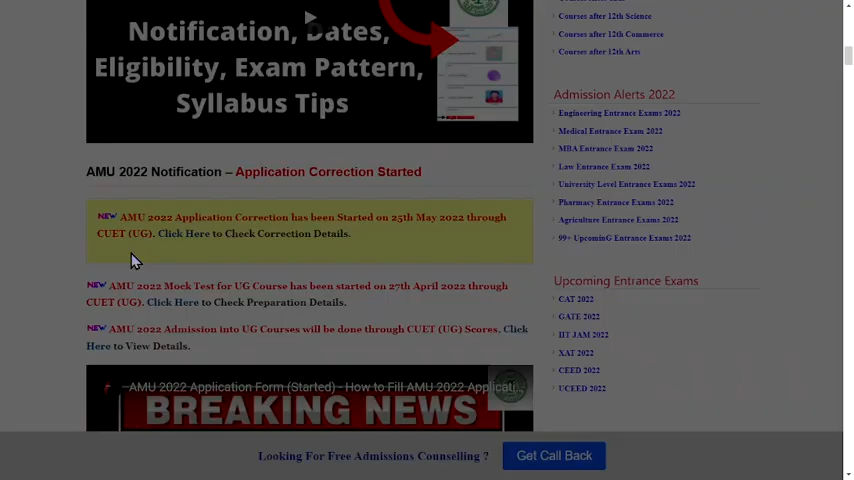 Notification, Dates,
Eligibility, Exam Pattern,
Syllabus Tips
AMU 2022 Notification – Application Correction Started
NEW AMU 2022 Application Correction has been Started on 25th May 2022 through
CUET (UG). Click Here to Check Correction Details.
NEW AMU 2022 Mock Test for UG Course has been started on 27th April 2022 through
CUET (UG). Click Here to Check Preparation Details.
NEW AMU 2022 Admission into UG Courses will be done through CUET (UG) Scores. Click
Here to View Details.
AMU 2022 Application Form (Started) - How to Fill AMU 2022 Applicati...
BREAKING NEWS
Courses after 12th Science
Courses after 12th Commerce
Courses after 12th Arts
Admission Alerts 2022
Engineering Entrance Exams 2022
Medical Entrance Exam 2022
MBA Entrance Exam 2022
Law Entrance Exam 2022
University Level Entrance Exams 2022
Pharmacy Entrance Exams 2022
Agriculture Entrance Exams 2022
99+ UpcominG Entrance Exams 2022
Upcoming Entrance Exams
CAT 2022
GATE 2022
IIT JAM 2022
XAT 2022
CEED 2022
UCEED 2022
Looking For Free Admissions Counselling ?
Get Call Back